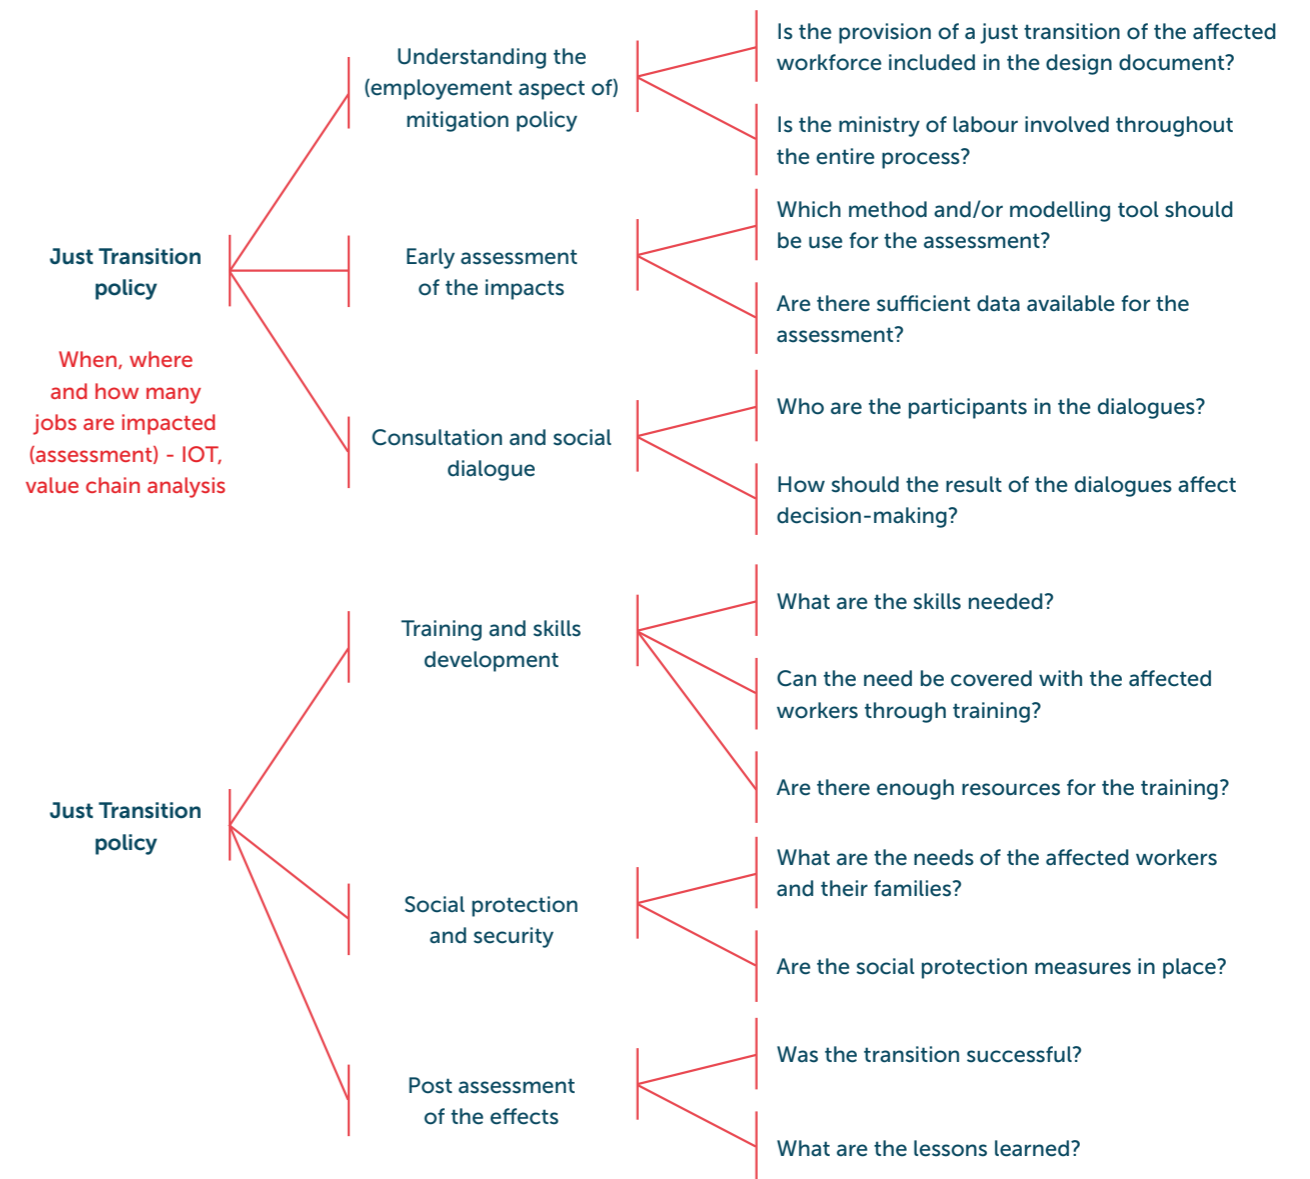 Just Transition
policy
When, where
and how many
jobs are impacted
(assessment) - IOT,
value chain analysis
Understanding the
(employement aspect of)
mitigation policy
Is the provision of a just transition of the affected
workforce included in the design document?
Is the ministry of labour involved throughout
the entire process?
Early assessment
of the impacts
Which method and/or modelling tool should
be use for the assessment?
Are there sufficient data available for the
assessment?
Consultation and social
dialogue
Who are the participants in the dialogues?
How should the result of the dialogues affect
decision-making?
Just Transition
policy
Training and skills
development
What are the skills needed?
Can the need be covered with the affected
workers through training?
Are there enough resources for the training?
Social protection
and security
What are the needs of the affected workers
and their families?
Are the social protection measures in place?
Post assessment
of the effects
Was the transition successful?
What are the lessons learned?